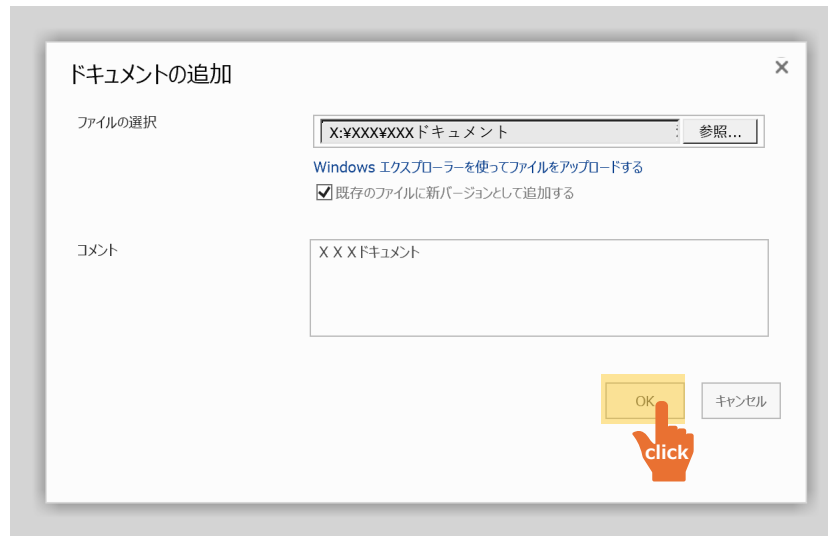 ドキュメントの追加
×
ファイルの選択
X:¥XXX¥XXXドキュメント
参照...
Windows エクスプローラーを使ってファイルをアップロードする
既存のファイルに新バージョンとして追加する
コメント
X X Xドキュメント
OK
キャンセル
click